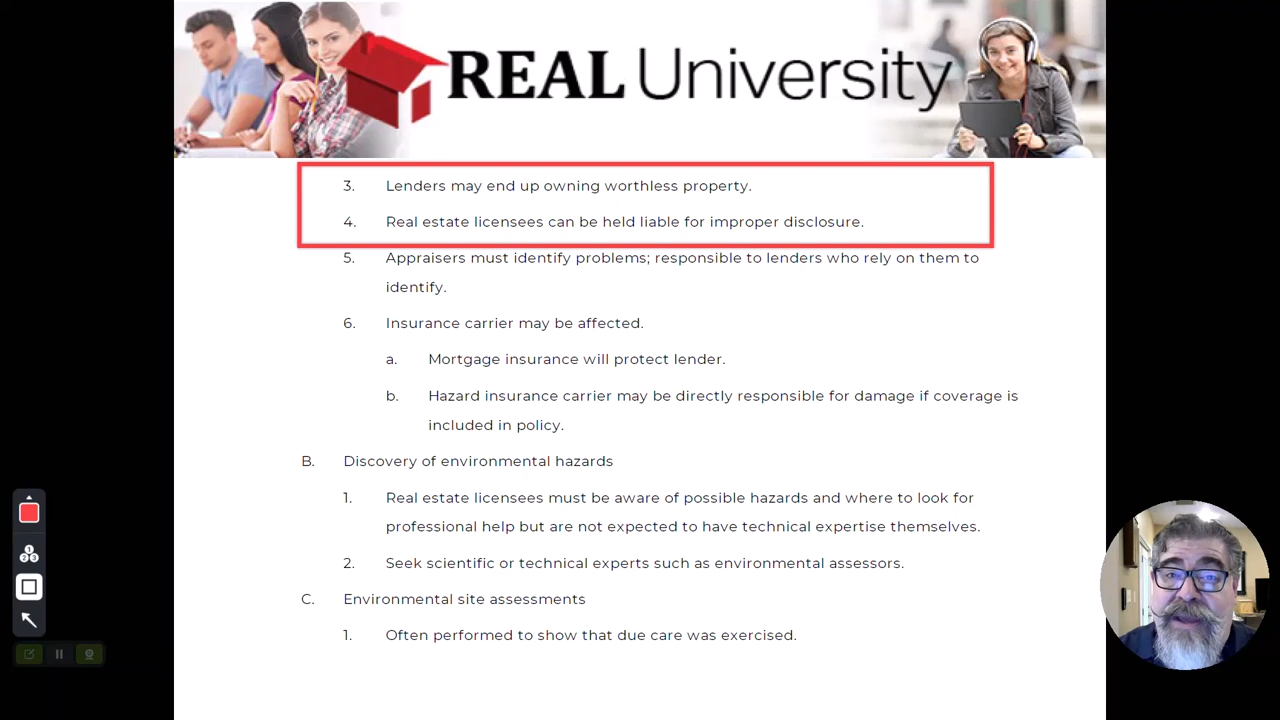 REAL University
3. Lenders may end up owning worthless property.
4. Real estate licensees can be held liable for improper disclosure.
5. Appraisers must identify problems; responsible to lenders who rely on them to
identify.
6. Insurance carrier may be affected.
a. Mortgage insurance will protect lender.
b. Hazard insurance carrier may be directly responsible for damage if coverage is
included in policy.
B. Discovery of environmental hazards
1. Real estate licensees must be aware of possible hazards and where to look for
professional help but are not expected to have technical expertise themselves.
2. Seek scientific or technical experts such as environmental assessors.
C. Environmental site assessments
1. Often performed to show that due care was exercised.